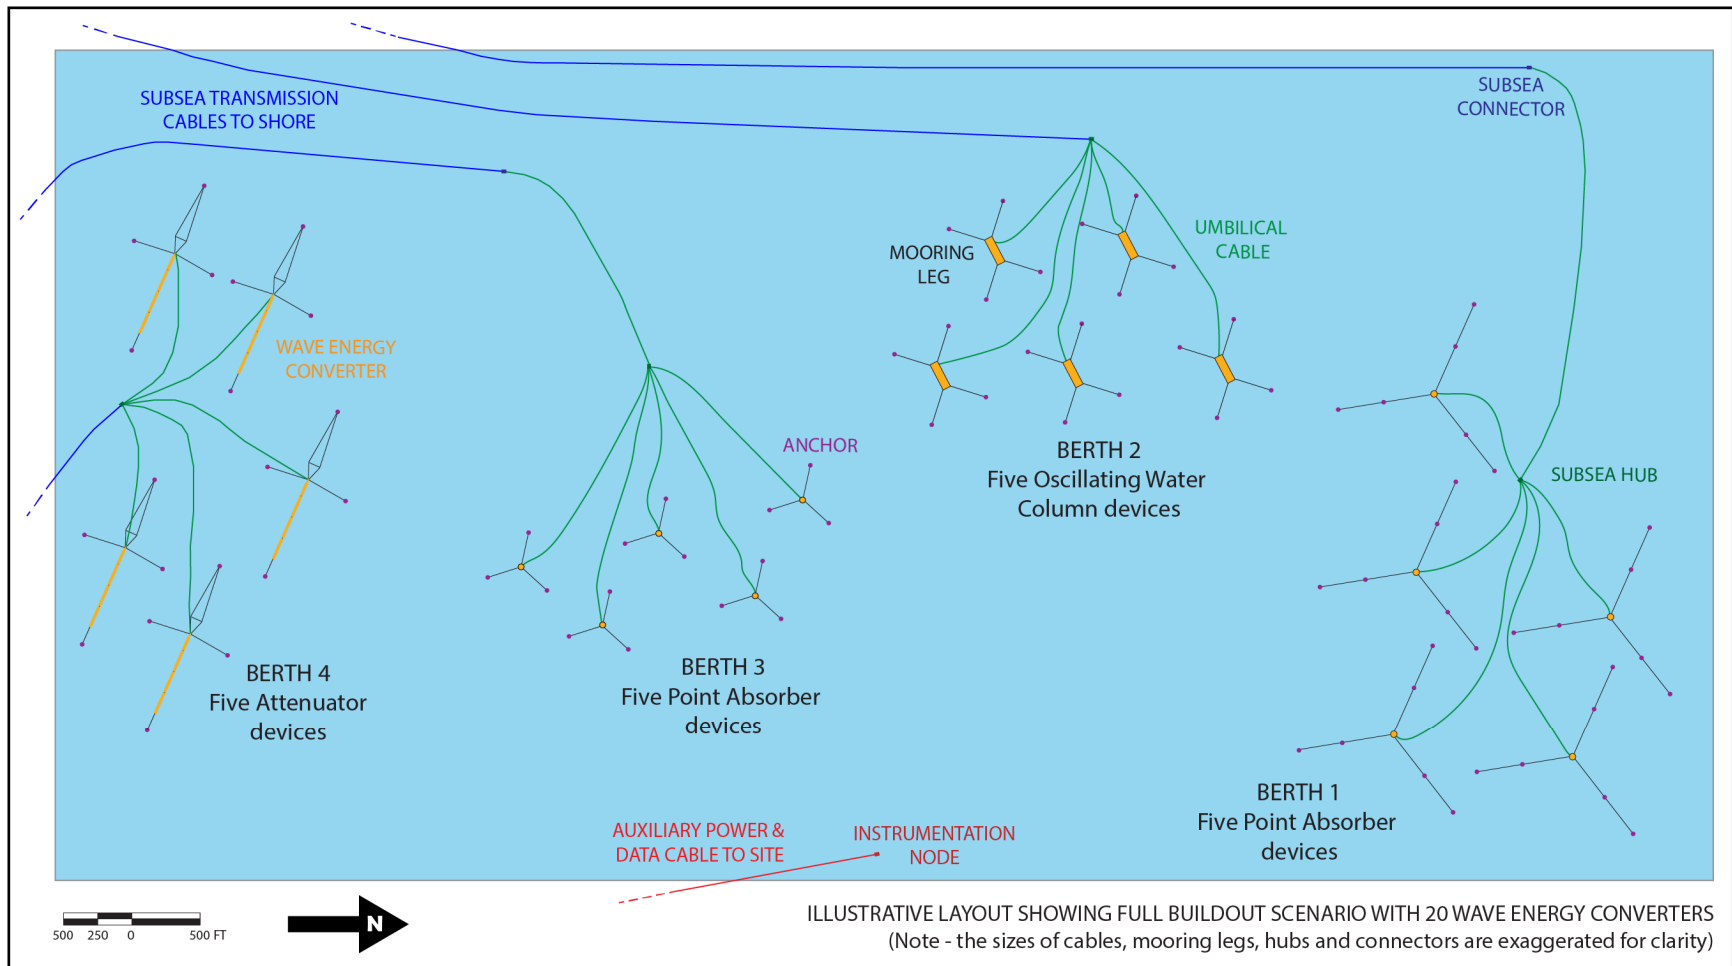 SUBSEA TRANSMISSION
CABLES TO SHORE
SUBSEA
CONNECTOR
MOORING
LEG
UMBILICAL
CABLE
WAVE ENERGY
CONVERTER
ANCHOR
BERTH 2
Five Oscillating Water
Column devices
SUBSEA HUB
BERTH 4
Five Attenuator
devices
BERTH 3
Five Point Absorber
devices
BERTH 1
Five Point Absorber
devices
AUXILIARY POWER &
DATA CABLE TO SITE
INSTRUMENTATION
NODE
500 250 0 500 FT
N
ILLUSTRATIVE LAYOUT SHOWING FULL BUILDOUT SCENARIO WITH 20 WAVE ENERGY CONVERTERS
(Note - the sizes of cables, mooring legs, hubs and connectors are exaggerated for clarity)